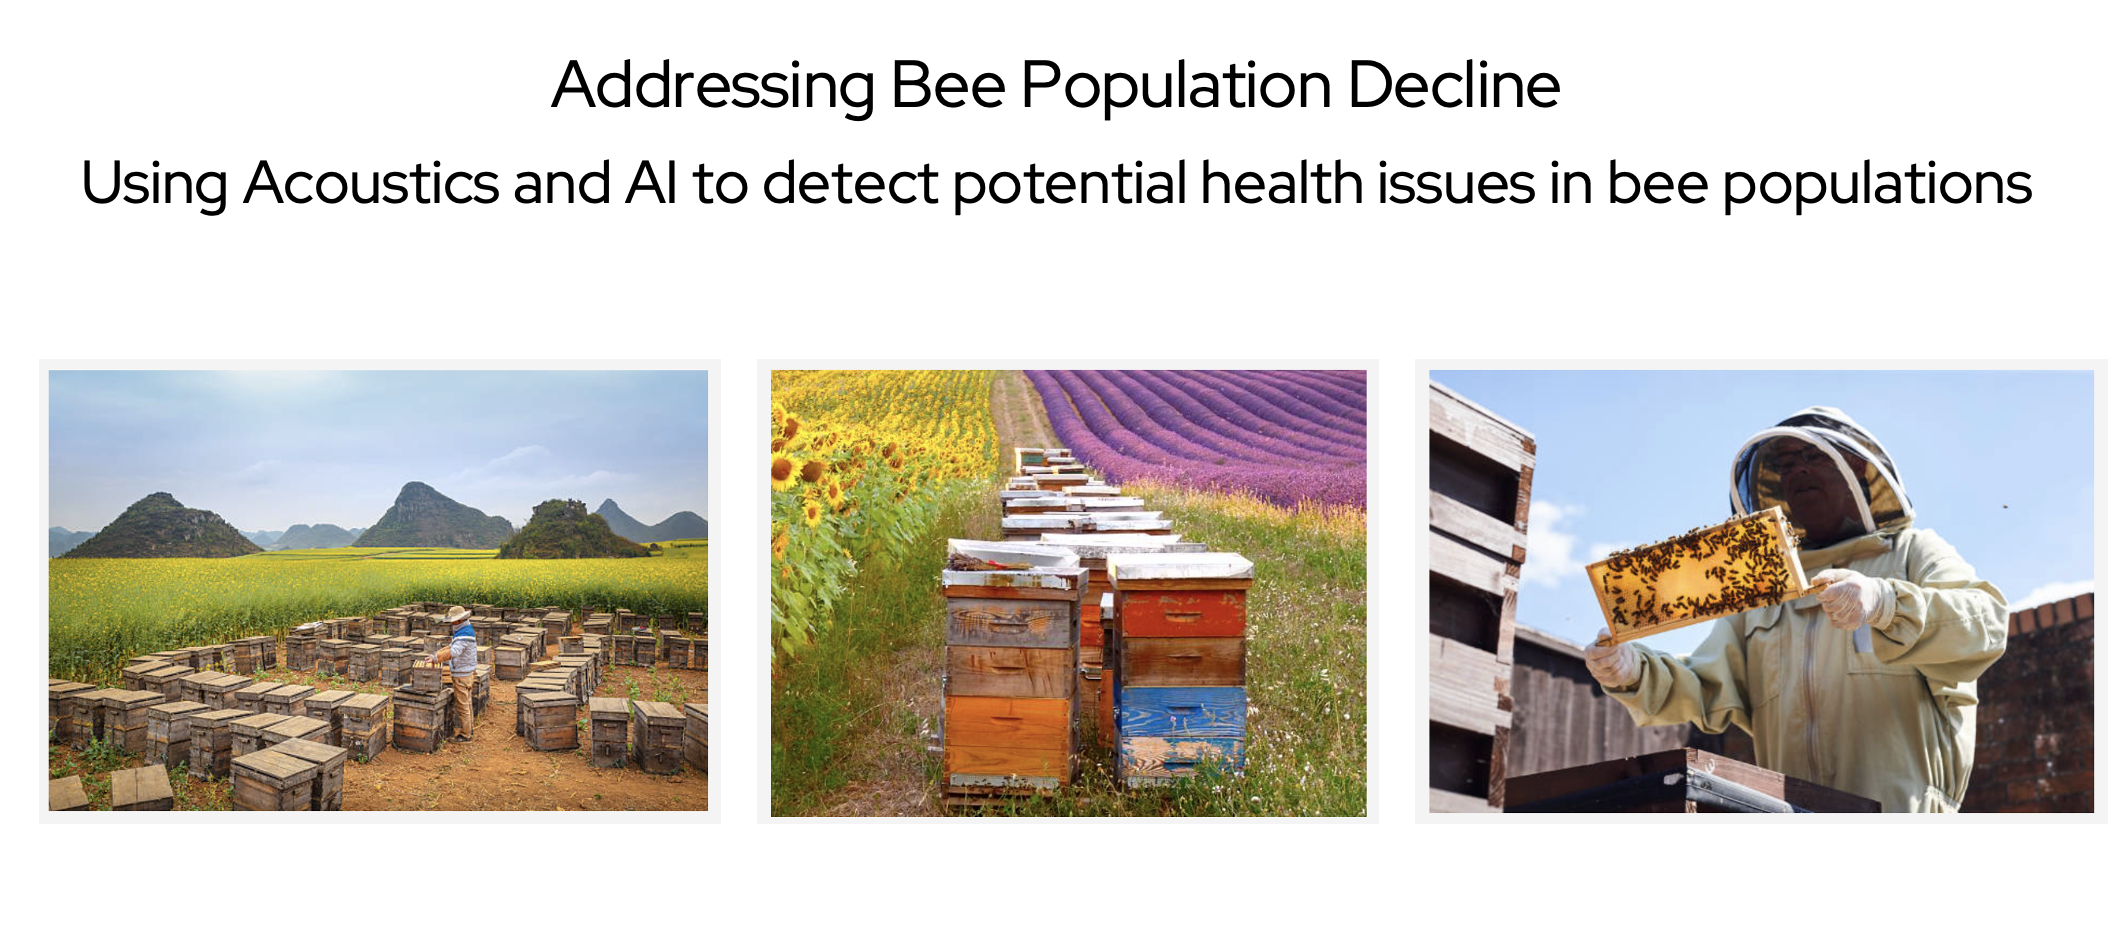 Addressing Bee Population Decline
Using Acoustics and AI to detect potential health issues in bee populations